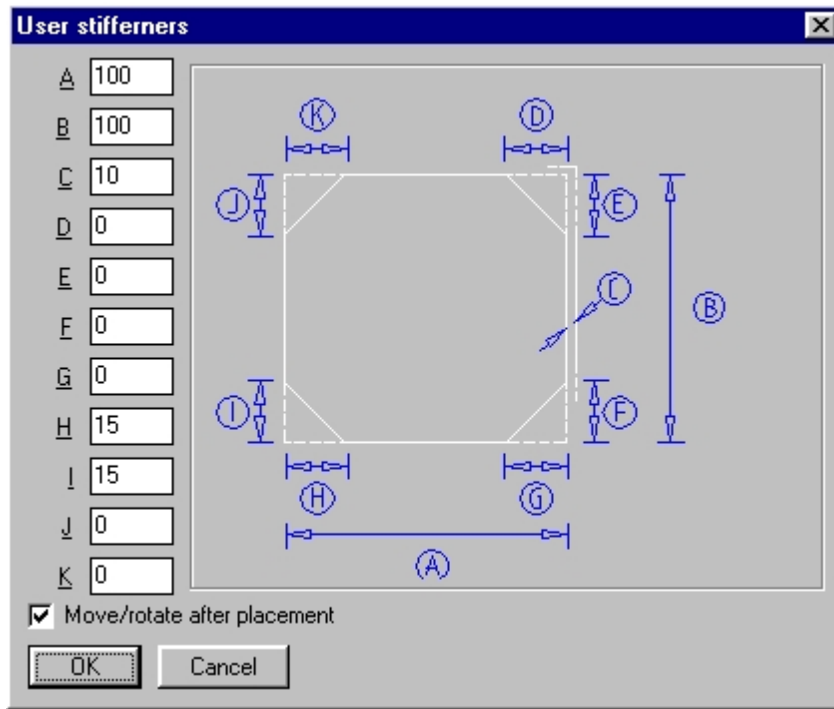 User stifferners
A 100
B 100
C 10
D 0
E 0
F 0
G 0
H 15
I 15
J 0
K 0
K D
J E
C
B
I F
H G
A
Move/rotate after placement
OK Cancel